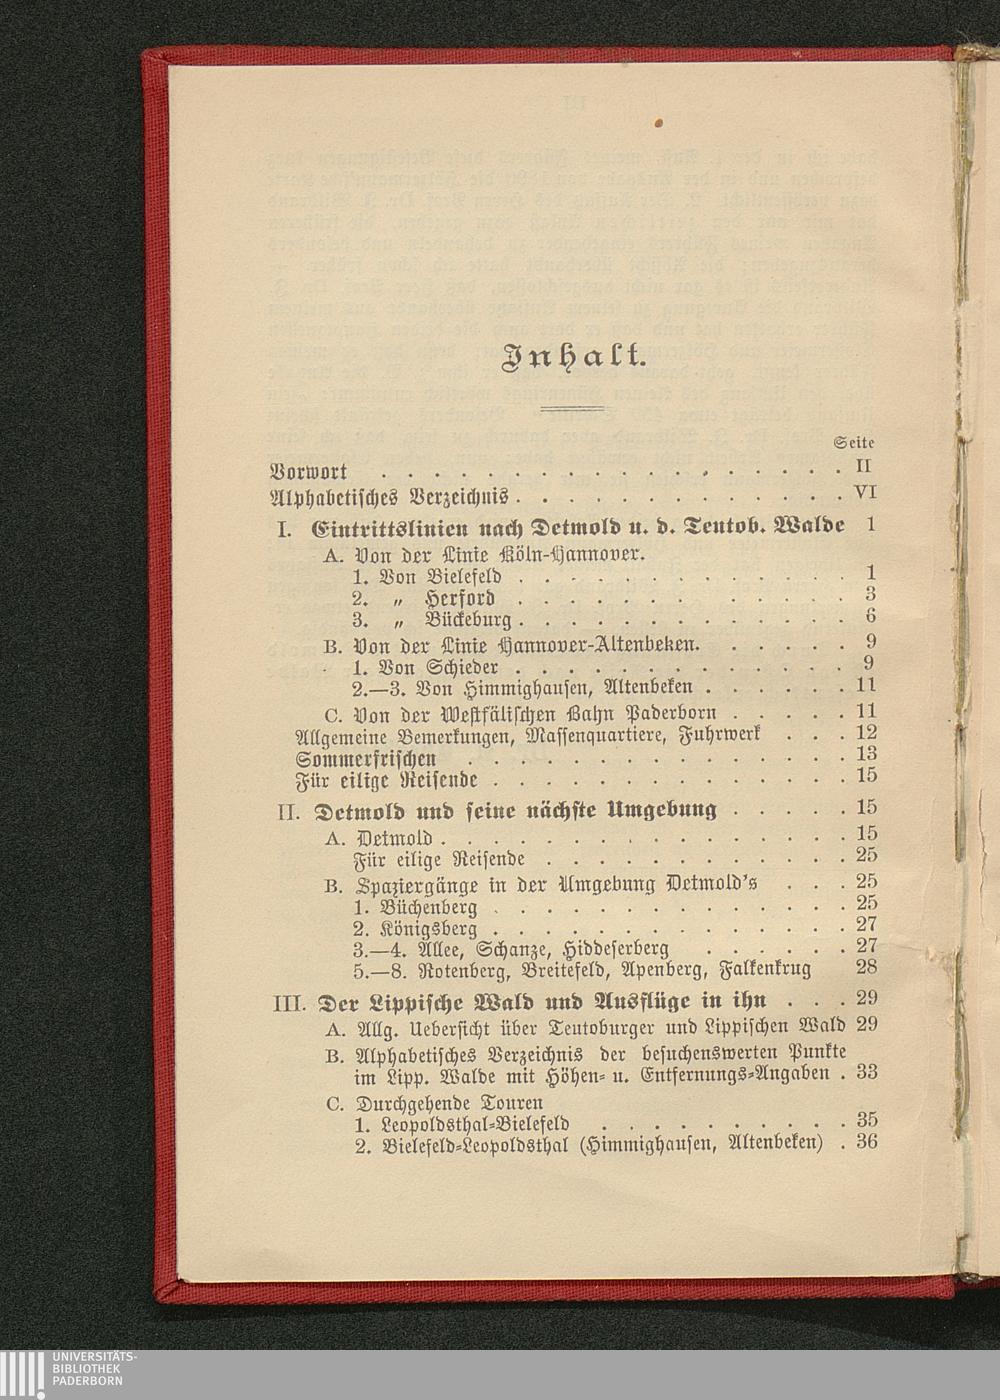 Inhalt.
Seite
Vorwort . . . . . . . . . . . . . . . . . . II
Alphabetisches Verzeichnis . . . . . . . . . . . . . VI
I. Eintrittslinien nach Detmold u. d. Teutob. Walde 1
A. Von der Linie Köln-Hannover.
1. Von Bielefeld . . . . . . . . . . . . . 1
2. „ Herford . . . . . . . . . . . . . 3
3. „ Bückeburg . . . . . . . . . . . . . 6
B. Von der Linie Hannover-Altenbeken. . . . . . 9
1. Von Schieder . . . . . . . . . . . . . 9
2.—3. Von Himmighausen, Altenbeken . . . . . . 11
C. Von der Westfälischen Bahn Paderborn . . . . . 11
Allgemeine Bemerkungen, Massenquartiere, Fuhrwerk . . . 12
Sommerfrischen . . . . . . . . . . . . . . . 13
Für eilige Reisende . . . . . . . . . . . . . . 15
II. Detmold und seine nächste Umgebung . . . . . 15
A. Detmold . . . . . . . . . . . . . . . . 15
Für eilige Reisende . . . . . . . . . . . . 25
B. Spaziergänge in der Umgebung Detmold's . . . 25
1. Büchenberg . . . . . . . . . . . . . . 25
2. Königsberg . . . . . . . . . . . . . . 27
3.—4. Allee, Schanze, Hiddeserberg . . . . . . 27
5.—8. Rotenberg, Breitefeld, Apenberg, Falkenkrug 28
III. Der Lippische Wald und Ausflüge in ihn . . . 29
A. Allg. Uebersicht über Teutoburger und Lippischen Wald 29
B. Alphabetisches Verzeichnis der besuchenswerten Punkte
im Lipp. Walde mit Höhen- u. Entfernungs-Angaben . 33
C. Durchgehende Touren
1. Leopoldsthal-Bielefeld . . . . . . . . . . 35
2. Bielefeld-Leopoldsthal (Himmighausen, Altenbeken) . 36
UNIVERSITÄTS-
BIBLIOTHEK
PADERBORN